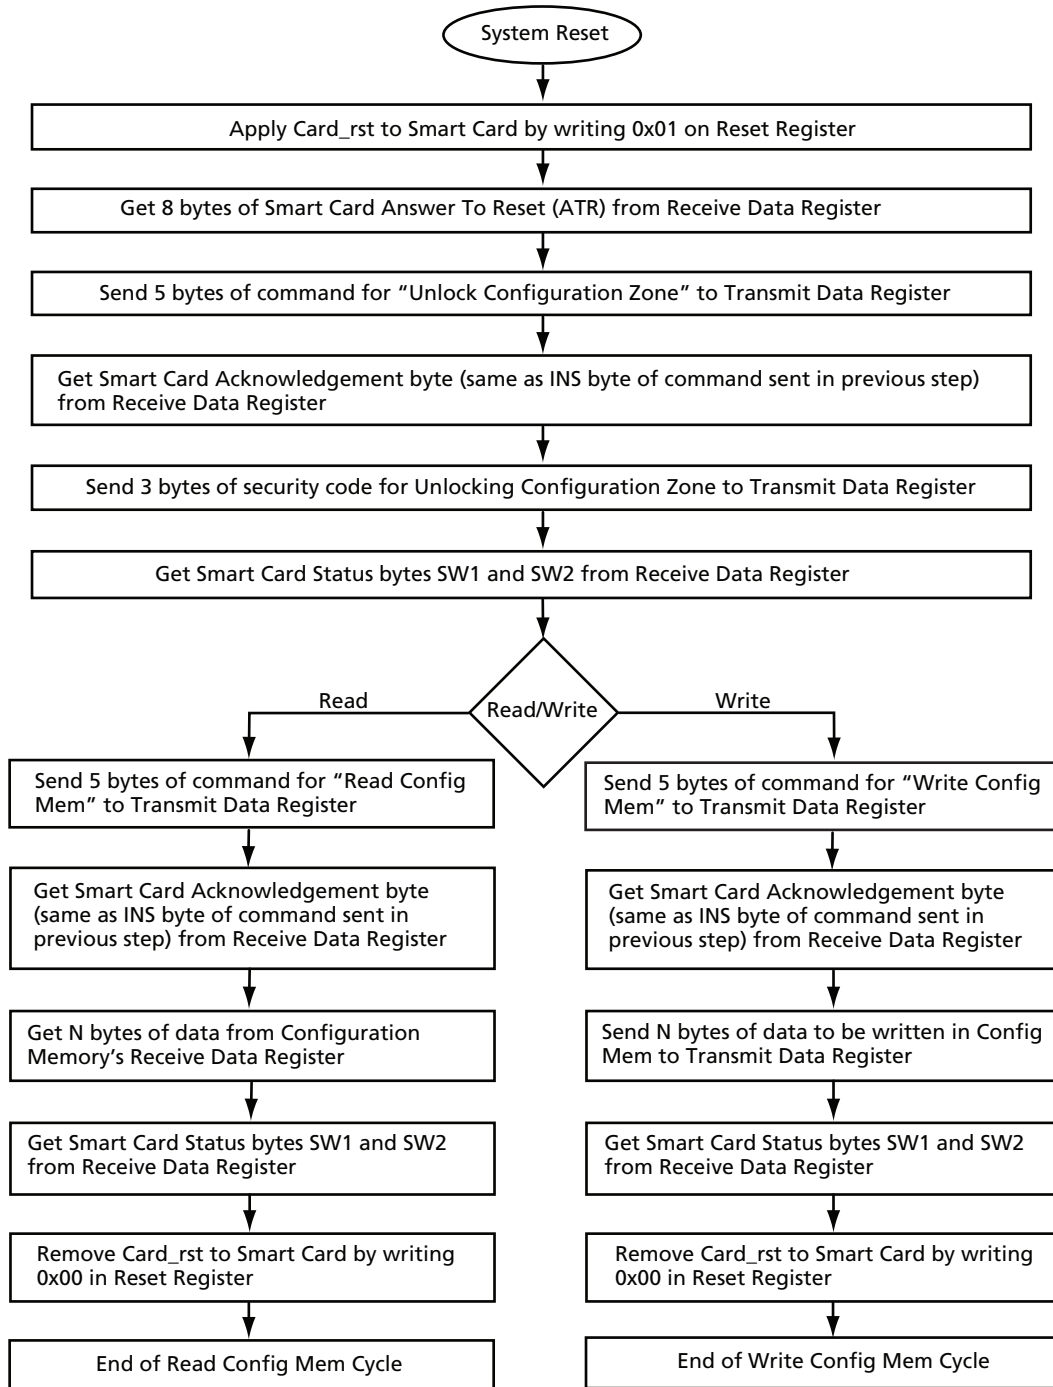 System Reset
Apply Card_rst to Smart Card by writing 0x01 on Reset Register
Get 8 bytes of Smart Card Answer To Reset (ATR) from Receive Data Register
Send 5 bytes of command for “Unlock Configuration Zone” to Transmit Data Register
Get Smart Card Acknowledgement byte (same as INS byte of command sent in previous step)
from Receive Data Register
Send 3 bytes of security code for Unlocking Configuration Zone to Transmit Data Register
Get Smart Card Status bytes SW1 and SW2 from Receive Data Register
Read/Write
Read
Write
Send 5 bytes of command for “Read Config
Mem” to Transmit Data Register
Get Smart Card Acknowledgement byte
(same as INS byte of command sent in
previous step) from Receive Data Register
Get N bytes of data from Configuration
Memory’s Receive Data Register
Get Smart Card Status bytes SW1 and SW2
from Receive Data Register
Remove Card_rst to Smart Card by writing
0x00 in Reset Register
End of Read Config Mem Cycle
Send 5 bytes of command for “Write Config
Mem” to Transmit Data Register
Get Smart Card Acknowledgement byte
(same as INS byte of command sent in
previous step) from Receive Data Register
Send N bytes of data to be written in Config
Mem to Transmit Data Register
Get Smart Card Status bytes SW1 and SW2
from Receive Data Register
Remove Card_rst to Smart Card by writing
0x00 in Reset Register
End of Write Config Mem Cycle